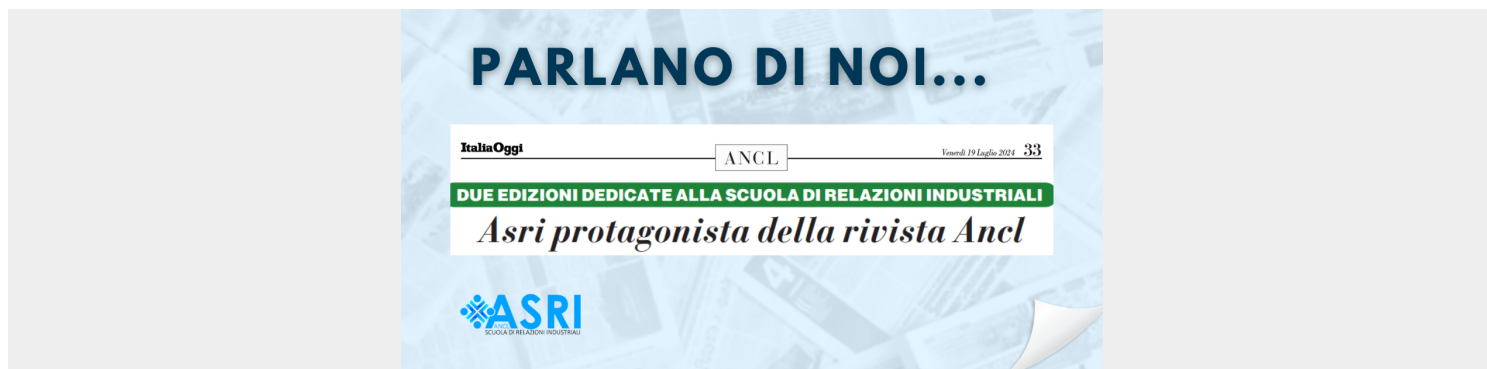 PARLANO DI NOI...
ItaliaOggi
ANCL
Venerdì 19 Luglio 2024 33
DUE EDIZIONI DEDICATE ALLA SCUOLA DI RELAZIONI INDUSTRIALI
Asri protagonista della rivista Ancl
ASRI
ANCL
SCUOLA DI RELAZIONI INDUSTRIALI